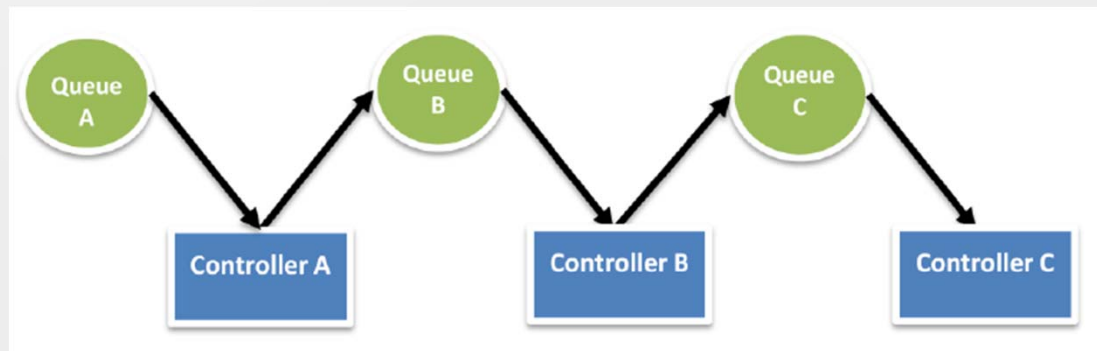 Queue
A
Queue
B
Queue
C
Controller A
Controller B
Controller C